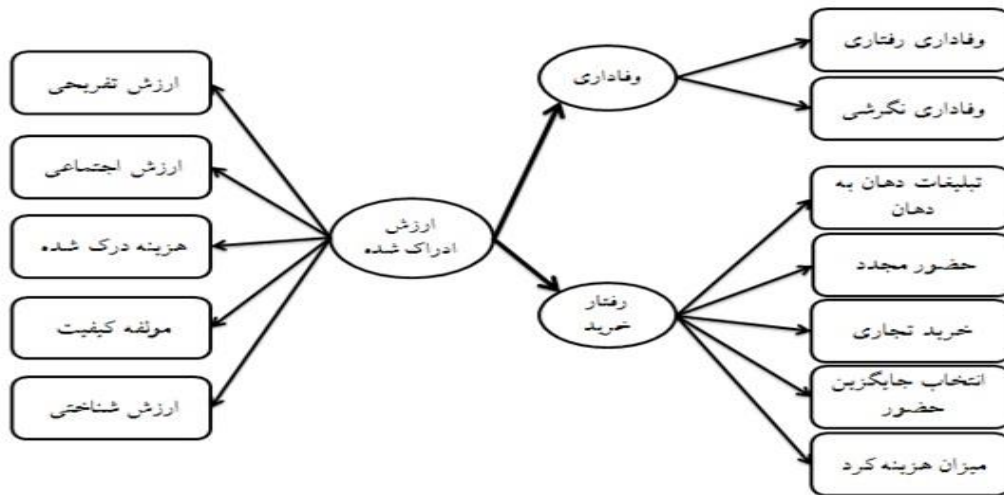 وفاداری رفتاری
وفاداری نگرشی
تبلیغات دهان به
دهان
حضور مجدد
خرید تجاری
انتخاب جایگزین
حضور
میزان هزینه کرد
وفاداری
رفتار
خرید
ارزش
ادراک شده
ارزش تفریحی
ارزش اجتماعی
هزینه درک شده
مولفه کیفیت
ارزش شناختی